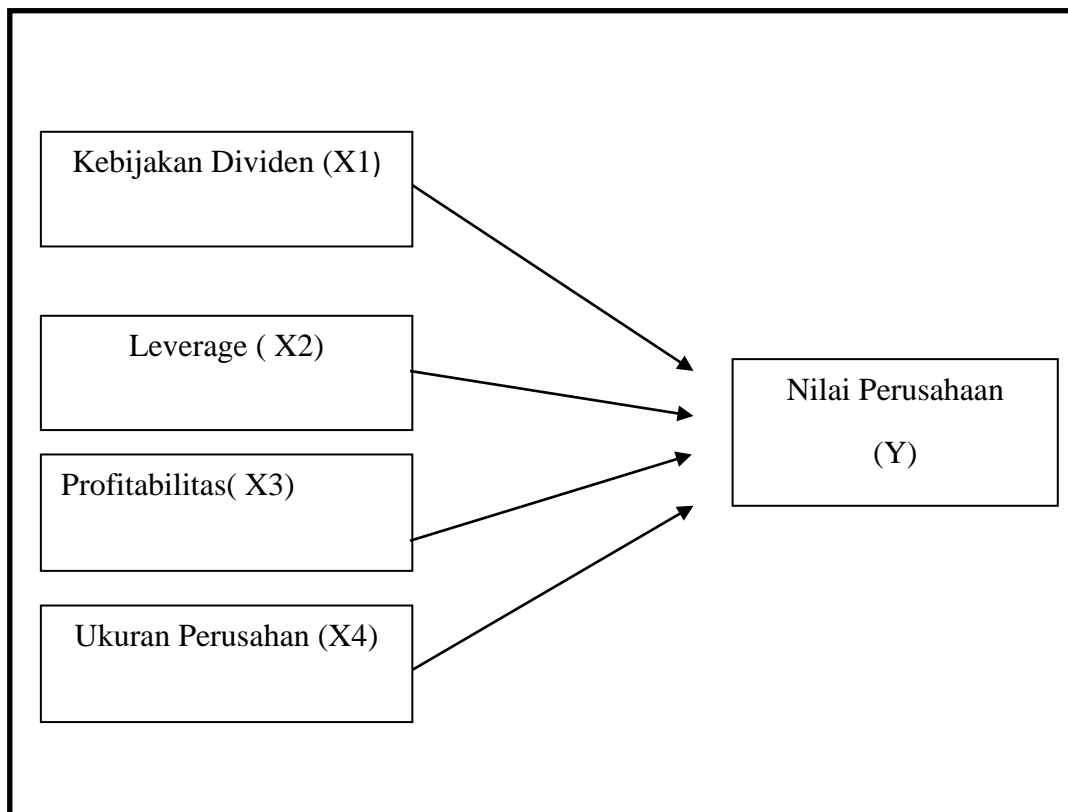 Kebijakan Dividen (X1)
Leverage ( X2)
Profitabilitas( X3)
Ukuran Perusahan (X4)
Nilai Perusahaan
(Y)